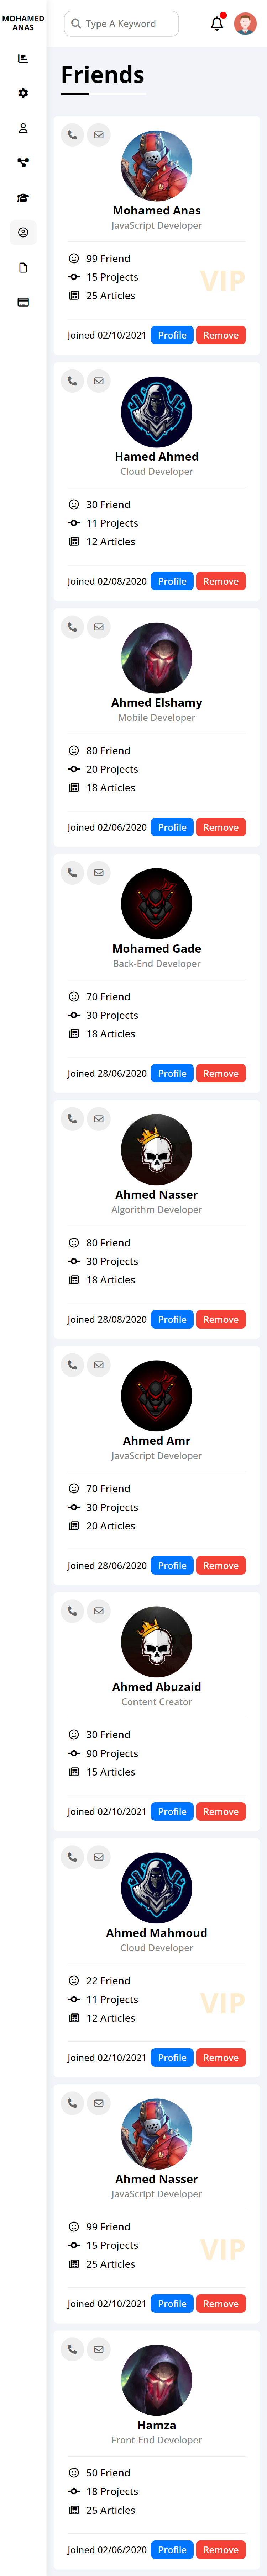 MOHAMED
ANAS
Type A Keyword
Friends
Mohamed Anas
JavaScript Developer
99 Friend
15 Projects
VIP
25 Articles
Joined 02/10/2021 Profile Remove
Hamed Ahmed
Cloud Developer
30 Friend
11 Projects
12 Articles
Joined 02/08/2020 Profile Remove
Ahmed Elshamy
Mobile Developer
80 Friend
20 Projects
18 Articles
Joined 02/06/2020 Profile Remove
Mohamed Gade
Back-End Developer
70 Friend
30 Projects
18 Articles
Joined 28/06/2020 Profile Remove
Ahmed Nasser
Algorithm Developer
80 Friend
30 Projects
18 Articles
Joined 28/08/2020 Profile Remove
Ahmed Amr
JavaScript Developer
70 Friend
30 Projects
20 Articles
Joined 28/06/2020 Profile Remove
Ahmed Abuzaid
Content Creator
30 Friend
90 Projects
15 Articles
Joined 02/10/2021 Profile Remove
Ahmed Mahmoud
Cloud Developer
22 Friend
11 Projects
VIP
12 Articles
Joined 02/10/2021 Profile Remove
Ahmed Nasser
JavaScript Developer
99 Friend
15 Projects
VIP
25 Articles
Joined 02/10/2021 Profile Remove
Hamza
Front-End Developer
50 Friend
18 Projects
25 Articles
Joined 02/06/2020 Profile Remove